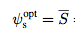 ψ_s^opt = S̅ =